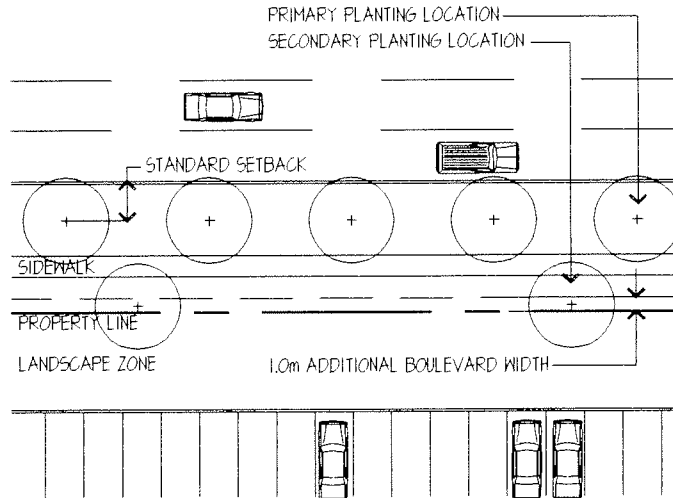 PRIMARY PLANTING LOCATION
SECONDARY PLANTING LOCATION
STANDARD SETBACK
SIDEWALK
PROPERTY LINE
LANDSCAPE ZONE
1.0m ADDITIONAL BOULEVARD WIDTH